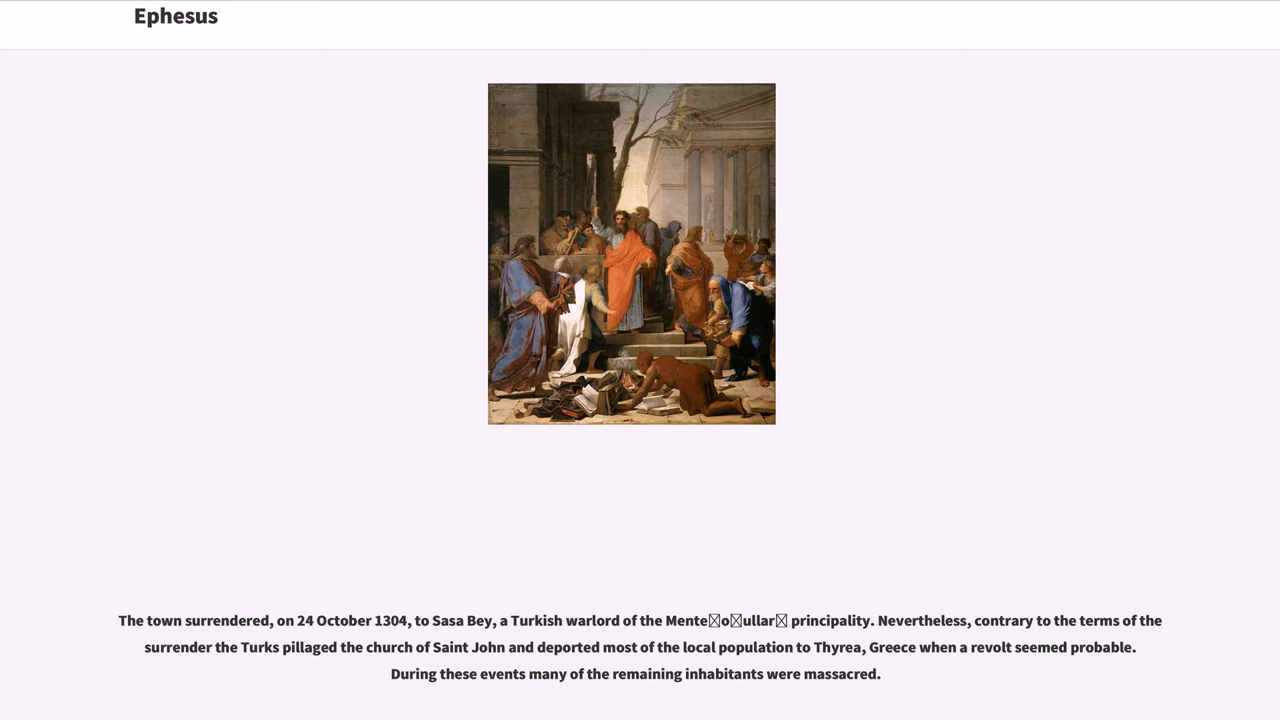 Ephesus
The town surrendered, on 24 October 1304, to Sasa Bey, a Turkish warlord of the Mente☒o☒ullar☒ principality. Nevertheless, contrary to the terms of the
surrender the Turks pillaged the church of Saint John and deported most of the local population to Thyrea, Greece when a revolt seemed probable.
During these events many of the remaining inhabitants were massacred.